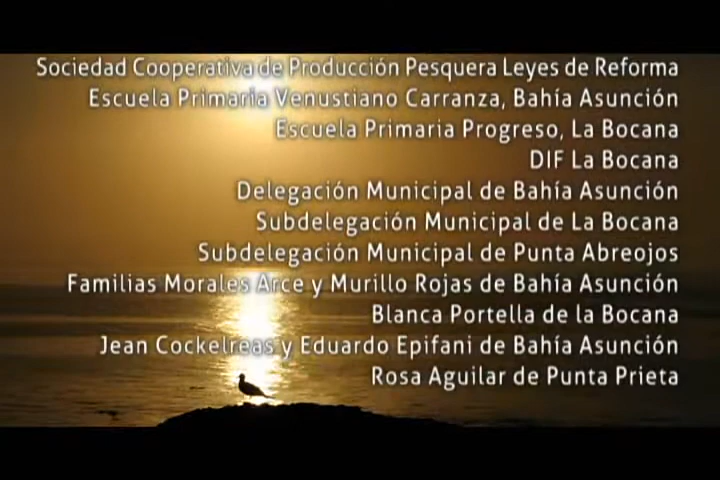 Sociedad Cooperativa de Producción Pesquera Leyes de Reforma
Escuela Primaria Venustiano Carranza, Bahía Asunción
Escuela Primaria Progreso, La Bocana
DIF La Bocana
Delegación Municipal de Bahía Asunción
Subdelegación Municipal de La Bocana
Subdelegación Municipal de Punta Abreojos
Familias Morales Arce y Murillo Rojas de Bahía Asunción
Blanca Portella de la Bocana
Jean Cockelreas y Eduardo Epifani de Bahía Asunción
Rosa Aguilar de Punta Prieta